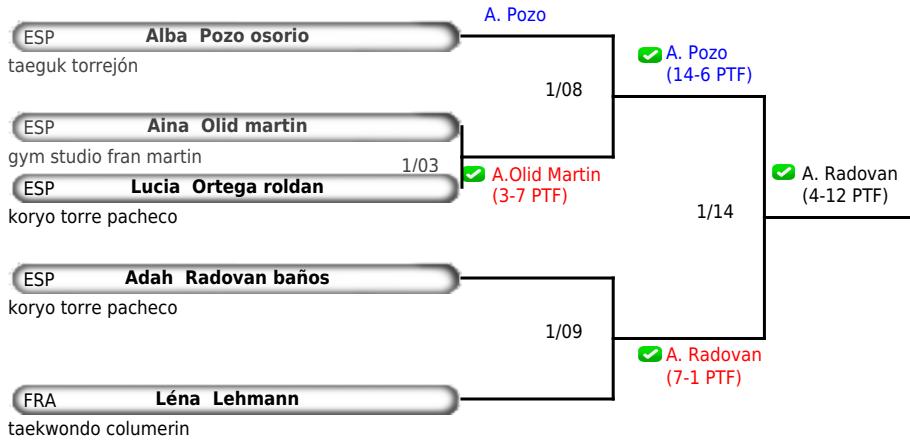 A. Pozo
ESP Alba Pozo osorio
taeguk torrejón
A. Pozo
(14-6 PTF)
1/08
ESP Aina Olid martin
gym studio fran martin
1/03
A.Olid Martin
(3-7 PTF)
ESP Lucia Ortega roldan
koryo torre pacheco
A. Radovan
(4-12 PTF)
1/14
ESP Adah Radovan baños
koryo torre pacheco
1/09
A. Radovan
(7-1 PTF)
FRA Léna Lehmann
taekwondo columerin